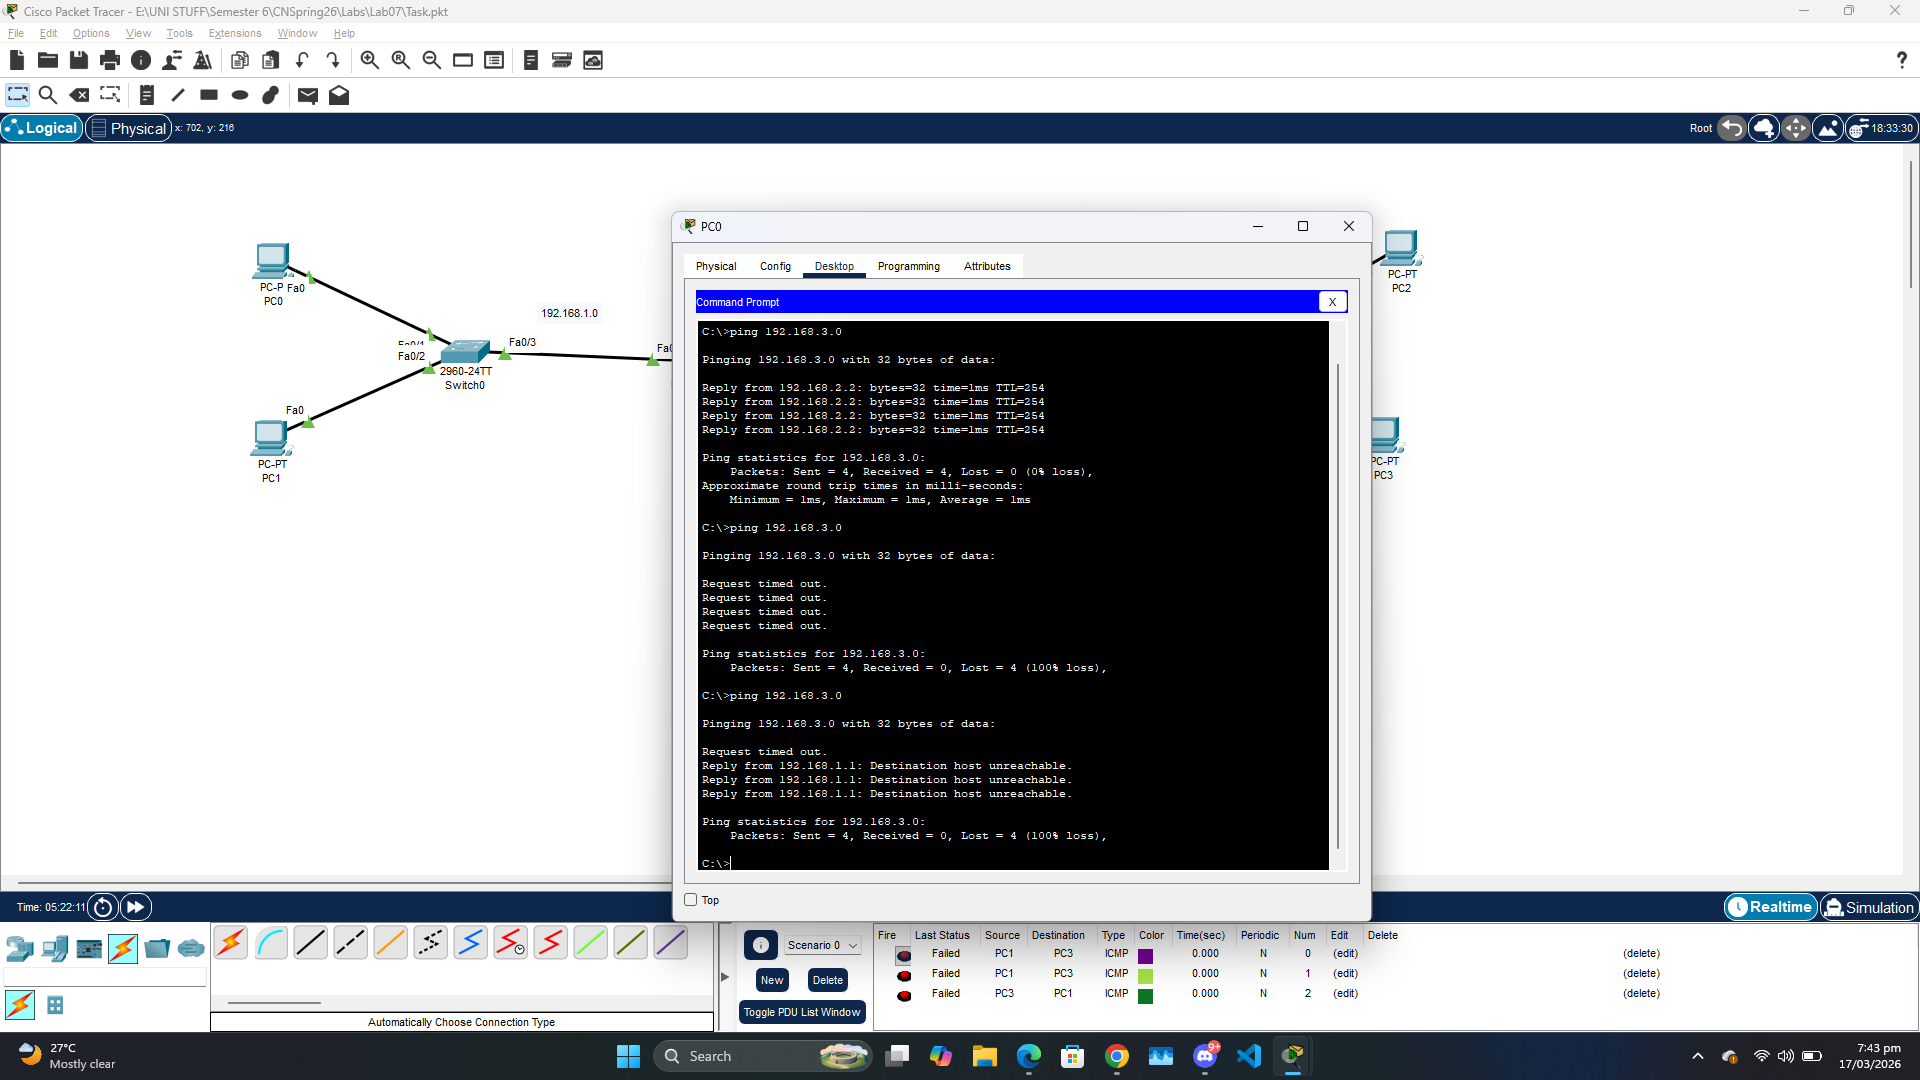 Cisco Packet Tracer - E:\UNI STUFF\Semester 6\CNSpring26\Labs\Lab07\Task.pkt
File Edit Options View Tools Extensions Window Help
Logical Physical x: 702, y: 216 Root 18:33:30
PC-P Fa0
PC0
192.168.1.0
Fa0/1
Fa0/2
Fa0/3
2960-24TT
Switch0
Fa0
PC-PT
PC1
PC-PT
PC2
PC-PT
PC3
PC0
Physical Config Desktop Programming Attributes
Command Prompt X
C:\>ping 192.168.3.0
Pinging 192.168.3.0 with 32 bytes of data:
Reply from 192.168.2.2: bytes=32 time=1ms TTL=254
Reply from 192.168.2.2: bytes=32 time=1ms TTL=254
Reply from 192.168.2.2: bytes=32 time=1ms TTL=254
Reply from 192.168.2.2: bytes=32 time=1ms TTL=254
Ping statistics for 192.168.3.0:
Packets: Sent = 4, Received = 4, Lost = 0 (0% loss),
Approximate round trip times in milli-seconds:
Minimum = 1ms, Maximum = 1ms, Average = 1ms
C:\>ping 192.168.3.0
Pinging 192.168.3.0 with 32 bytes of data:
Request timed out.
Request timed out.
Request timed out.
Request timed out.
Ping statistics for 192.168.3.0:
Packets: Sent = 4, Received = 0, Lost = 4 (100% loss),
C:\>ping 192.168.3.0
Pinging 192.168.3.0 with 32 bytes of data:
Request timed out.
Reply from 192.168.1.1: Destination host unreachable.
Reply from 192.168.1.1: Destination host unreachable.
Reply from 192.168.1.1: Destination host unreachable.
Ping statistics for 192.168.3.0:
Packets: Sent = 4, Received = 0, Lost = 4 (100% loss),
C:\>
Top
Time: 05:22:11 Realtime Simulation
Automatically Choose Connection Type
Scenario 0
New Delete
Toggle PDU List Window
Fire Last Status Source Destination Type Color Time(sec) Periodic Num Edit Delete
Failed PC1 PC3 ICMP 0.000 N 0 (edit) (delete)
Failed PC1 PC3 ICMP 0.000 N 1 (edit) (delete)
Failed PC3 PC1 ICMP 0.000 N 2 (edit) (delete)
27°C
Mostly clear
Search
9+
7:43 pm
17/03/2026